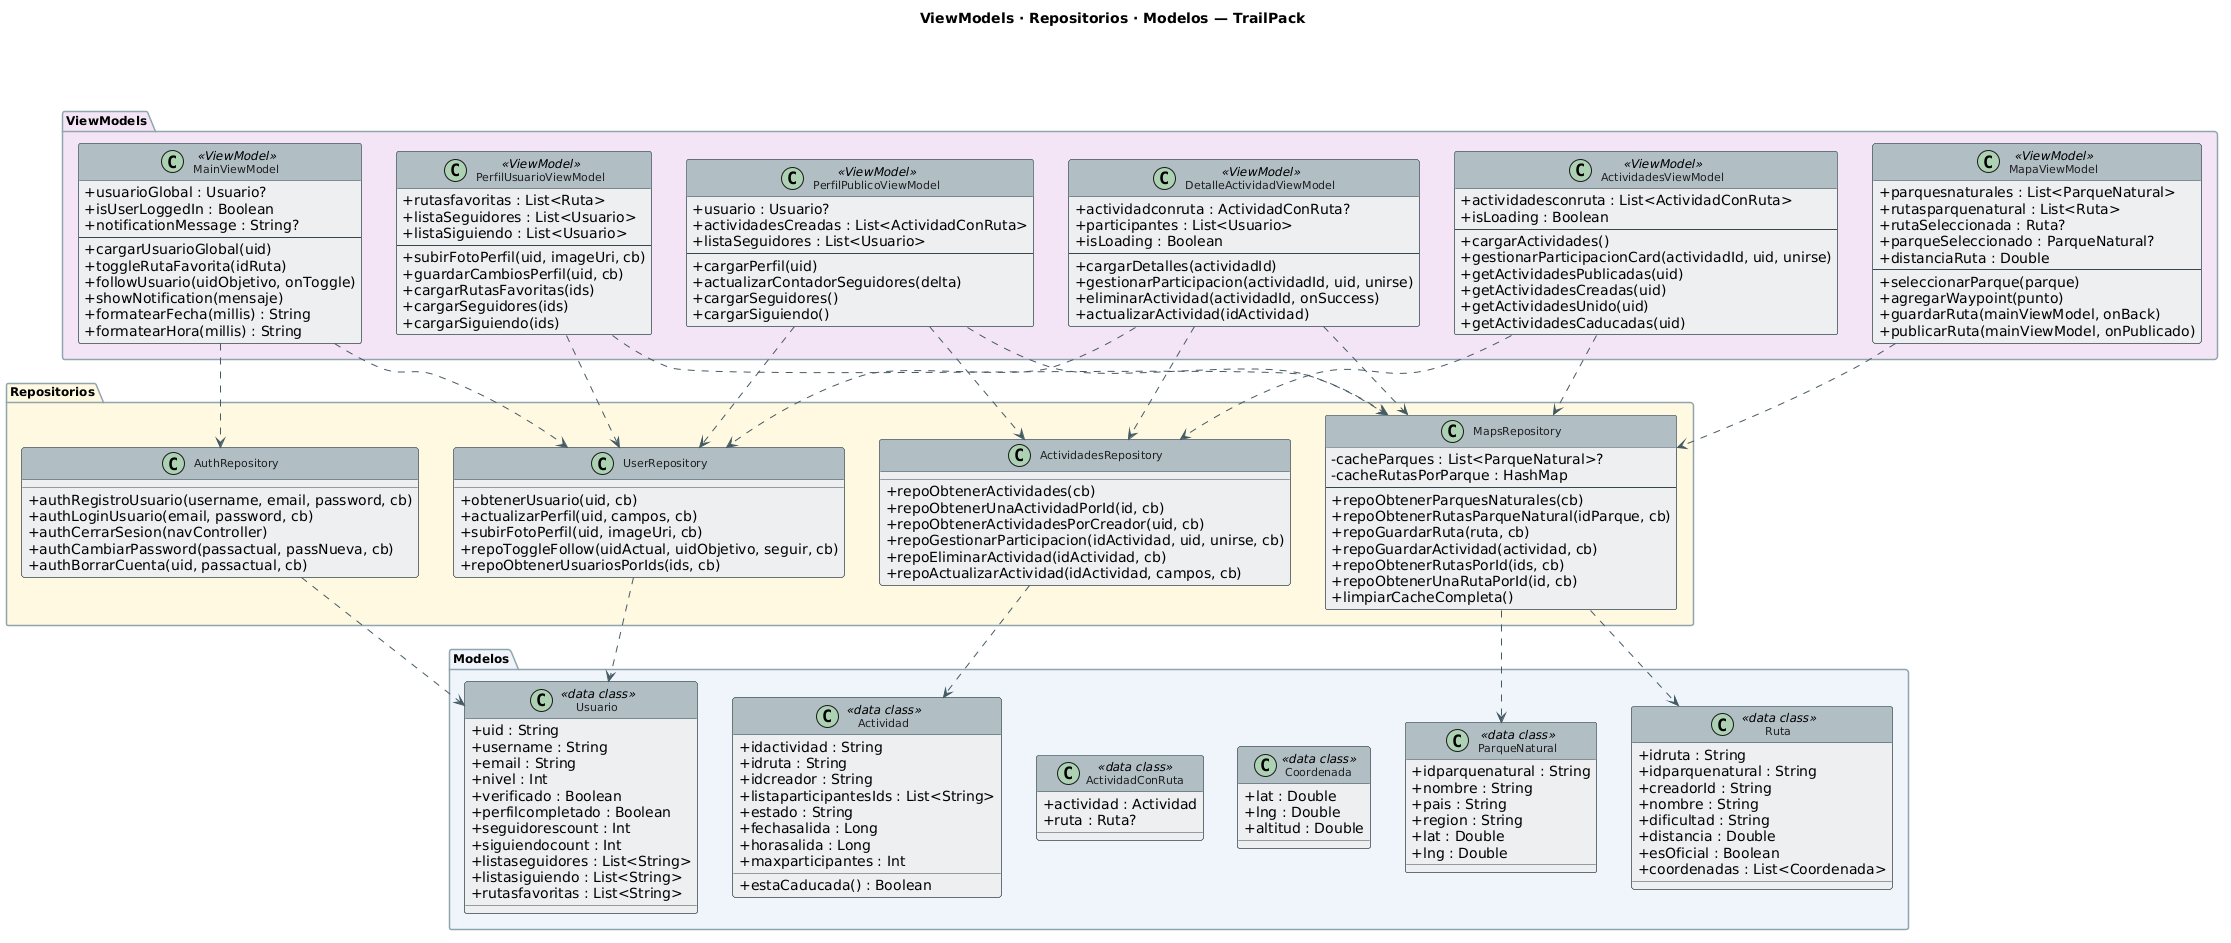 ViewModels · Repositorios · Modelos — TrailPack
ViewModels
C
«ViewModel»
MainViewModel
+usuarioGlobal : Usuario?
+isUserLoggedIn : Boolean
+notificationMessage : String?
+cargarUsuarioGlobal(uid)
+toggleRutaFavorita(idRuta)
+followUsuario(uidObjetivo, onToggle)
+showNotification(mensaje)
+formatearFecha(millis) : String
+formatearHora(millis) : String
C
«ViewModel»
PerfilUsuarioViewModel
+rutasfavoritas : List<Ruta>
+listaSeguidores : List<Usuario>
+listaSiguiendo : List<Usuario>
+subirFotoPerfil(uid, imageUri, cb)
+guardarCambiosPerfil(uid, cb)
+cargarRutasFavoritas(ids)
+cargarSeguidores(ids)
+cargarSiguiendo(ids)
C
«ViewModel»
PerfilPublicoViewModel
+usuario : Usuario?
+actividadesCreadas : List<ActividadConRuta>
+listaSeguidores : List<Usuario>
+cargarPerfil(uid)
+actualizarContadorSeguidores(delta)
+cargarSeguidores()
+cargarSiguiendo()
C
«ViewModel»
DetalleActividadViewModel
+actividadconruta : ActividadConRuta?
+participantes : List<Usuario>
+isLoading : Boolean
+cargarDetalles(actividadId)
+gestionarParticipacion(actividadId, uid, unirse)
+eliminarActividad(actividadId, onSuccess)
+actualizarActividad(idActividad)
C
«ViewModel»
ActividadesViewModel
+actividadesconruta : List<ActividadConRuta>
+isLoading : Boolean
+cargarActividades()
+gestionarParticipacionCard(actividadId, uid, unirse)
+getActividadesPublicadas(uid)
+getActividadesCreadas(uid)
+getActividadesUnido(uid)
+getActividadesCaducadas(uid)
C
«ViewModel»
MapaViewModel
+parquesnaturales : List<ParqueNatural>
+rutasparquenatural : List<Ruta>
+rutaSeleccionada : Ruta?
+parqueSeleccionado : ParqueNatural?
+distanciaRuta : Double
+seleccionarParque(parque)
+agregarWaypoint(punto)
+guardarRuta(mainViewModel, onBack)
+publicarRuta(mainViewModel, onPublicado)
Repositorios
C
AuthRepository
+authRegistroUsuario(username, email, password, cb)
+authLoginUsuario(email, password, cb)
+authCerrarSesion(navController)
+authCambiarPassword(passactual, passNueva, cb)
+authBorrarCuenta(uid, passactual, cb)
C
UserRepository
+obtenerUsuario(uid, cb)
+actualizarPerfil(uid, campos, cb)
+subirFotoPerfil(uid, imageUri, cb)
+repoToggleFollow(uidActual, uidObjetivo, seguir, cb)
+repoObtenerUsuariosPorIds(ids, cb)
C
ActividadesRepository
+repoObtenerActividades(cb)
+repoObtenerUnaActividadPorId(id, cb)
+repoObtenerActividadesPorCreador(uid, cb)
+repoGestionarParticipacion(idActividad, uid, unirse, cb)
+repoEliminarActividad(idActividad, cb)
+repoActualizarActividad(idActividad, campos, cb)
C
MapsRepository
-cacheParques : List<ParqueNatural>?
-cacheRutasPorParque : HashMap
+repoObtenerParquesNaturales(cb)
+repoObtenerRutasParqueNatural(idParque, cb)
+repoGuardarRuta(ruta, cb)
+repoGuardarActividad(actividad, cb)
+repoObtenerRutasPorId(ids, cb)
+repoObtenerUnaRutaPorId(id, cb)
+limpiarCacheCompleta()
Modelos
C
«data class»
Usuario
+uid : String
+username : String
+email : String
+nivel : Int
+verificado : Boolean
+perfilcompletado : Boolean
+seguidorescount : Int
+siguiendocount : Int
+listaseguidores : List<String>
+listasiguiendo : List<String>
+rutasfavoritas : List<String>
C
«data class»
Actividad
+idactividad : String
+idruta : String
+idcreador : String
+listaparticipantesIds : List<String>
+estado : String
+fechasalida : Long
+horasalida : Long
+maxparticipantes : Int
+estaCaducada() : Boolean
C
«data class»
ActividadConRuta
+actividad : Actividad
+ruta : Ruta?
C
«data class»
Coordenada
+lat : Double
+lng : Double
+altitud : Double
C
«data class»
ParqueNatural
+idparquenatural : String
+nombre : String
+pais : String
+region : String
+lat : Double
+lng : Double
C
«data class»
Ruta
+idruta : String
+idparquenatural : String
+creadorId : String
+nombre : String
+dificultad : String
+distancia : Double
+esOficial : Boolean
+coordenadas : List<Coordenada>